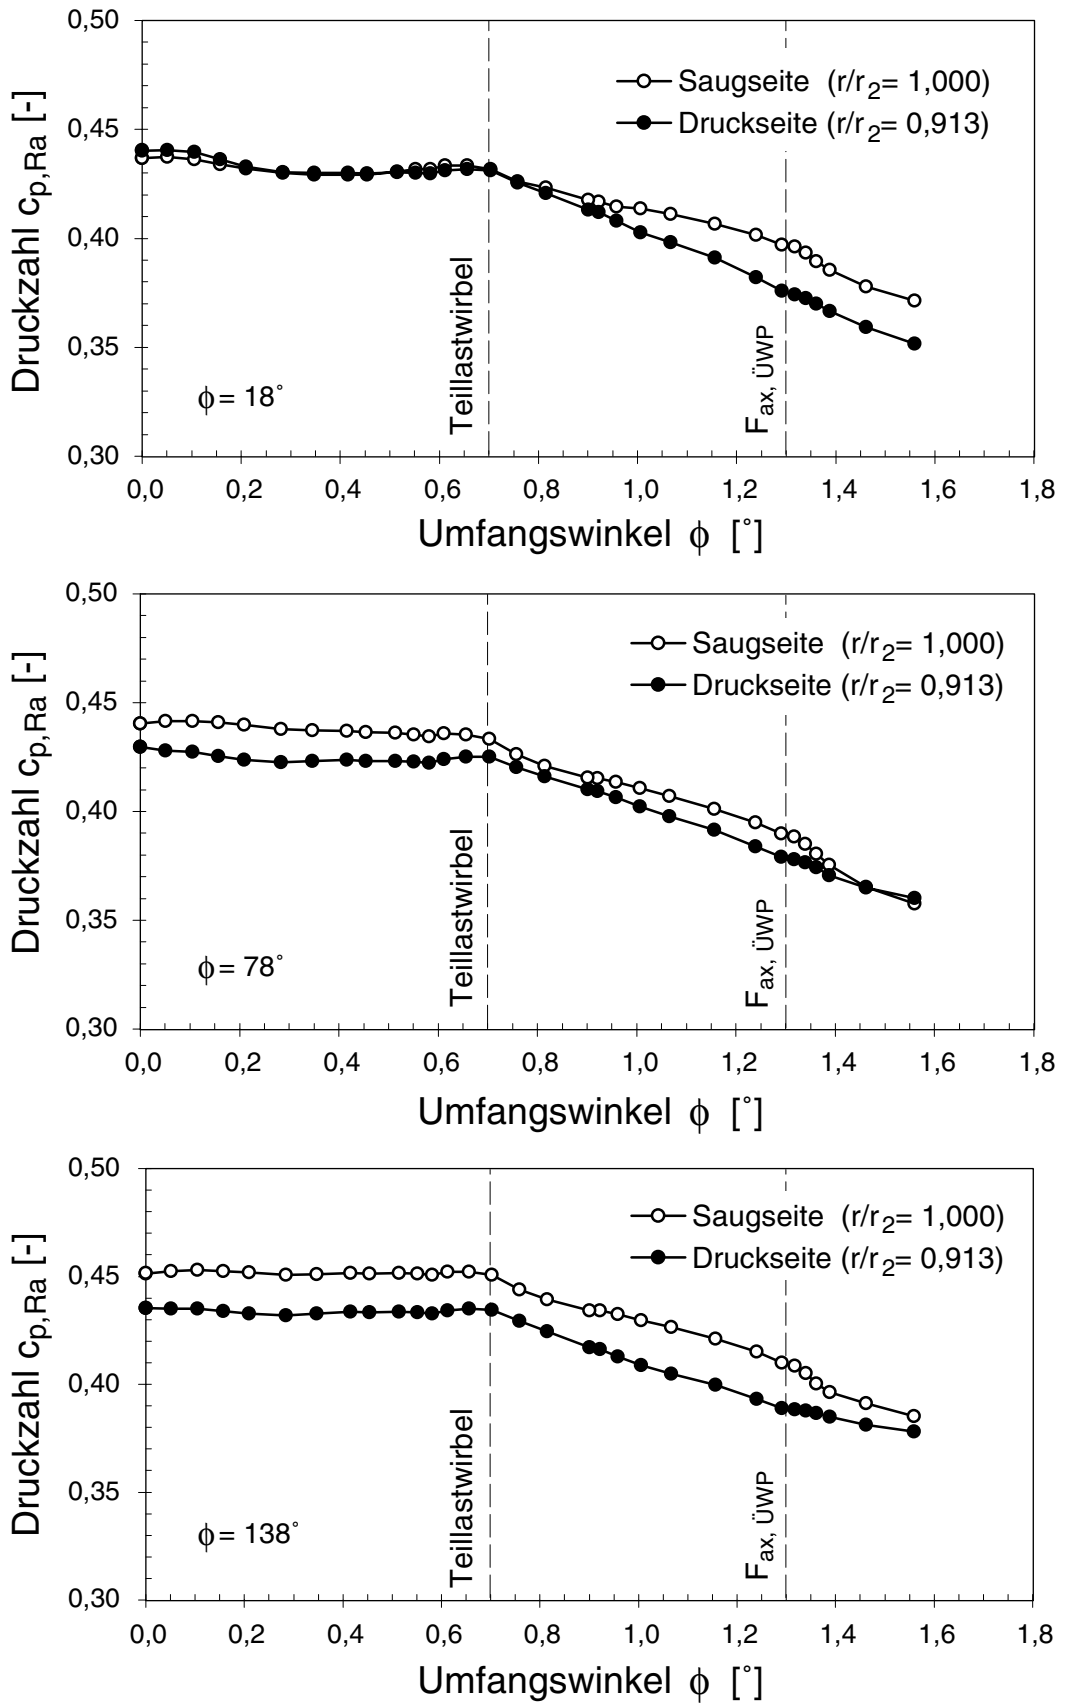 0,50
Saugseite (r/r2= 1,000)
Druckseite (r/r2= 0,913)
0,45
0,40
0,35
0,30
Druckzahl cp,Ra [-]
Teillastwirbel
Fax, ÜWP
ϕ= 18°
0,0 0,2 0,4 0,6 0,8 1,0 1,2 1,4 1,6 1,8
Umfangswinkel ϕ [°]
0,50
Saugseite (r/r2= 1,000)
Druckseite (r/r2= 0,913)
0,45
0,40
0,35
0,30
Druckzahl cp,Ra [-]
Teillastwirbel
Fax, ÜWP
ϕ= 78°
0,0 0,2 0,4 0,6 0,8 1,0 1,2 1,4 1,6 1,8
Umfangswinkel ϕ [°]
0,50
Saugseite (r/r2= 1,000)
Druckseite (r/r2= 0,913)
0,45
0,40
0,35
0,30
Druckzahl cp,Ra [-]
Teillastwirbel
Fax, ÜWP
ϕ= 138°
0,0 0,2 0,4 0,6 0,8 1,0 1,2 1,4 1,6 1,8
Umfangswinkel ϕ [°]